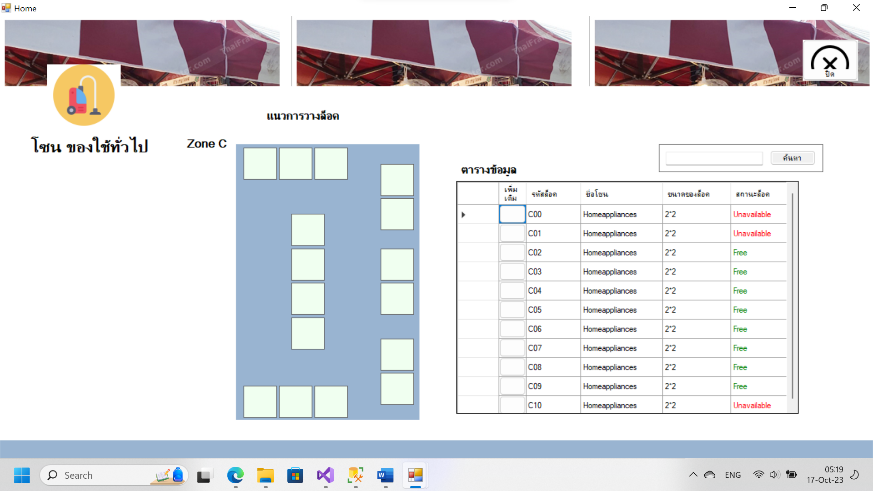 Home
ThaiFra
.com
ThaiFra
.com
ThaiFra
.com
ปิด
แนวการวางล็อค
โซน ของใช้ทั่วไป
Zone C
ค้นหา
ตารางข้อมูล
เพิ่มเติม รหัสล็อค ชื่อโซน ขนาดของล็อค สถานะล็อค
C00 Homeappliances 2*2 Unavailable
C01 Homeappliances 2*2 Unavailable
C02 Homeappliances 2*2 Free
C03 Homeappliances 2*2 Free
C04 Homeappliances 2*2 Free
C05 Homeappliances 2*2 Free
C06 Homeappliances 2*2 Free
C07 Homeappliances 2*2 Free
C08 Homeappliances 2*2 Free
C09 Homeappliances 2*2 Free
C10 Homeappliances 2*2 Unavailable
Search
ENG
05:19
17-Oct-23